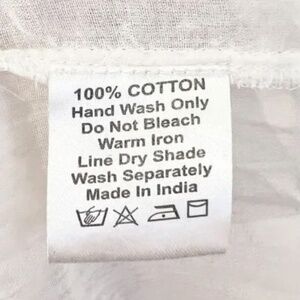 100% COTTON
Hand Wash Only
Do Not Bleach
Warm Iron
Line Dry Shade
Wash Separately
Made In India